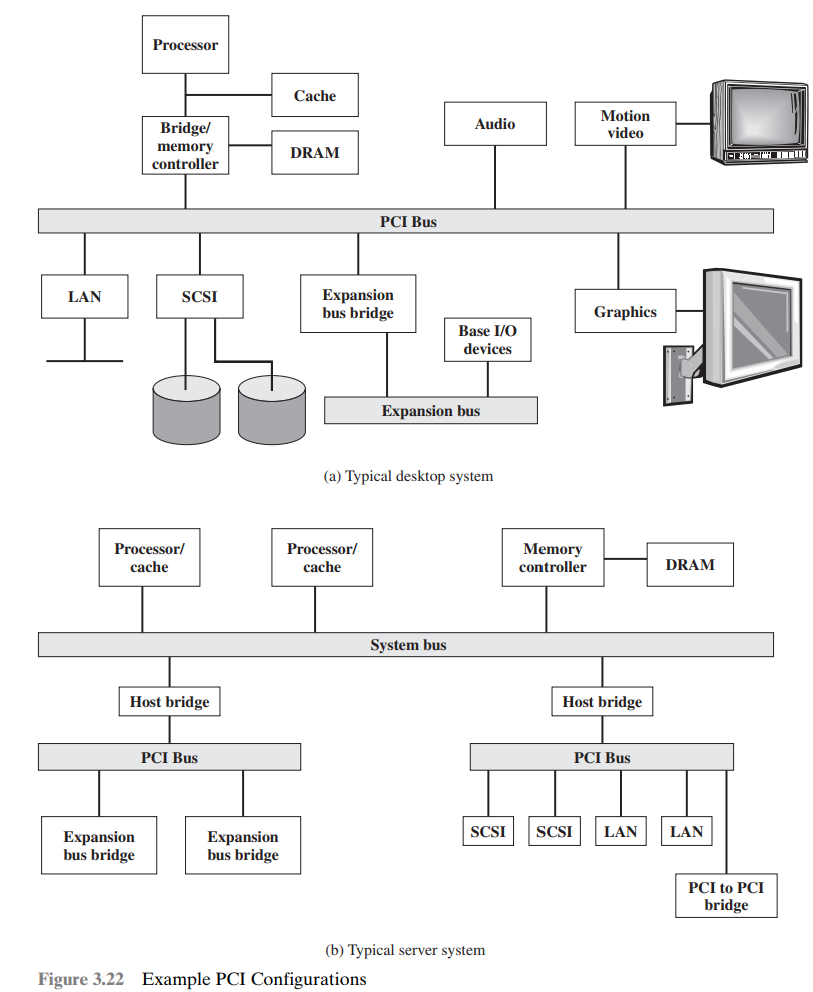 Processor
Cache
Bridge/
memory
controller
DRAM
Audio
Motion
video
PCI Bus
LAN
SCSI
Expansion
bus bridge
Base I/O
devices
Graphics
Expansion bus
(a) Typical desktop system
Processor/
cache
Processor/
cache
Memory
controller
DRAM
System bus
Host bridge
Host bridge
PCI Bus
PCI Bus
Expansion
bus bridge
Expansion
bus bridge
SCSI
SCSI
LAN
LAN
PCI to PCI
bridge
(b) Typical server system
Figure 3.22 Example PCI Configurations